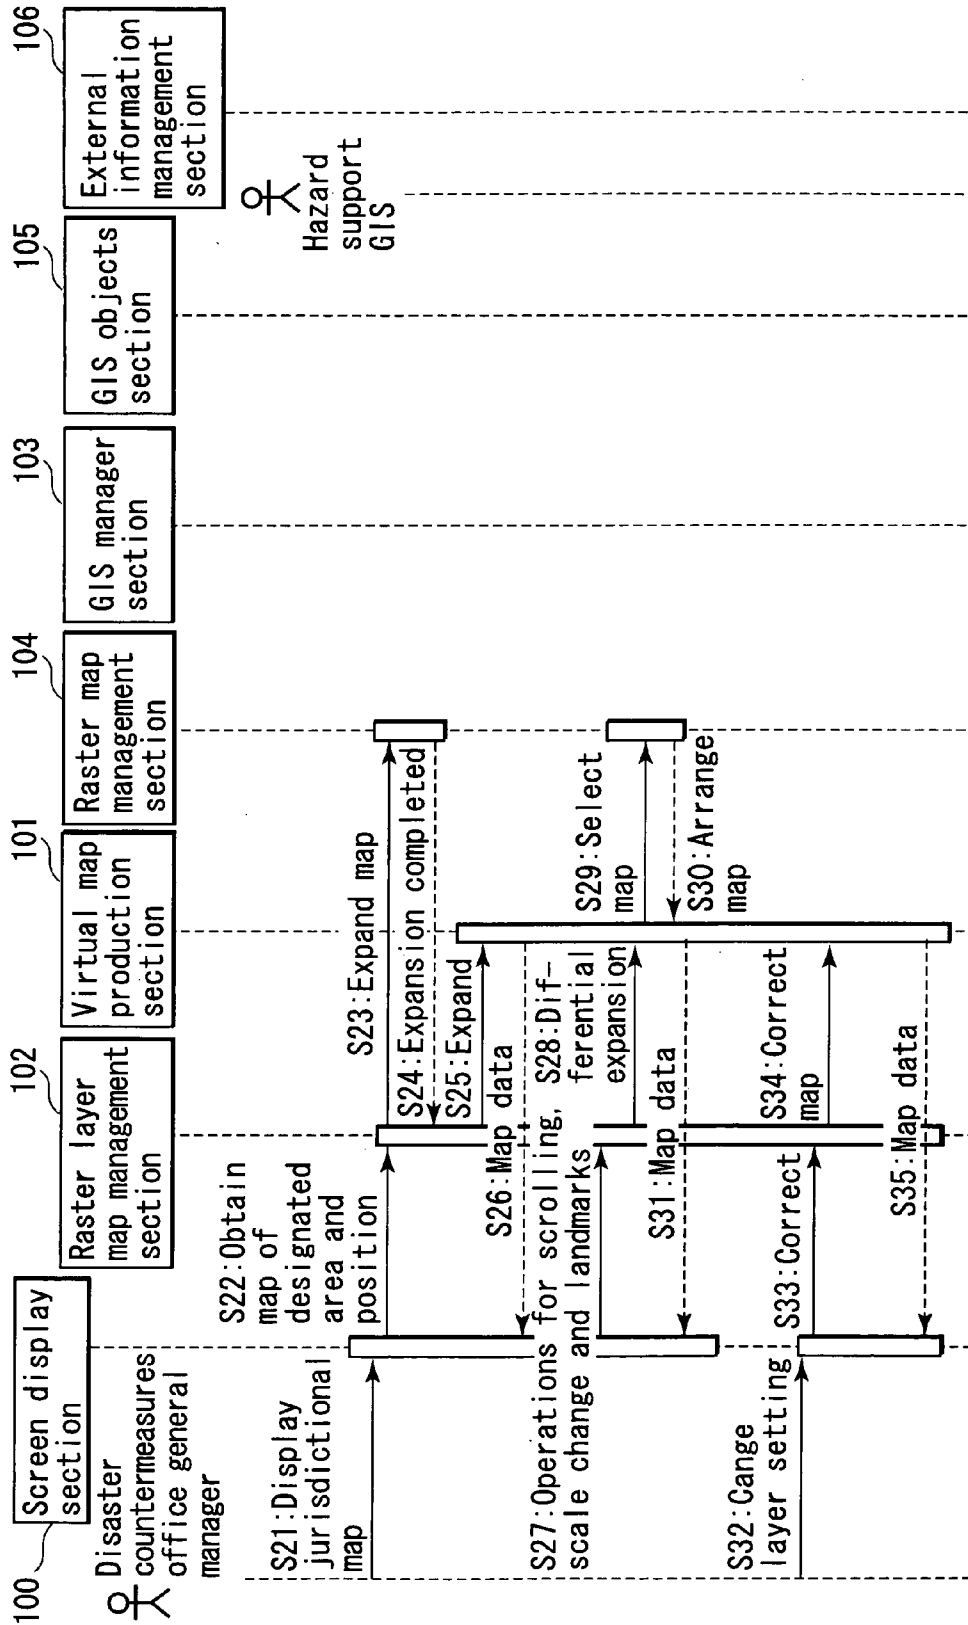 100
Screen display
section
102
Raster layer
map management
section
101
Virtual map
production
section
104
Raster map
management
section
103
GIS manager
section
105
GIS objects
section
106
External
information
management
section
Disaster
countermeasures
office general
manager
Hazard
support
GIS
S21:Display
jurisdictional
map
S22:Obtain
map of
designated
area and
position
S23:Expand map
S24:Expansion completed
S25:Expand
S26:Map data
S27:Operations for scrolling,
scale change and landmarks
S28:Dif-
ferential
expansion
S29:Select
map
S30:Arrange
map
S31:Map data
S32:Cange
layer setting
S33:Correct
S34:Correct
map
S35:Map data